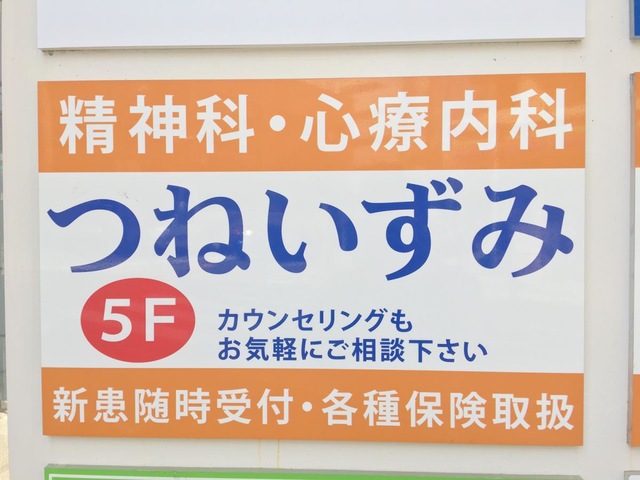 精神科・心療内科
つねいずみ
5F
カウンセリングも
お気軽にご相談下さい
新患随時受付・各種保険取扱